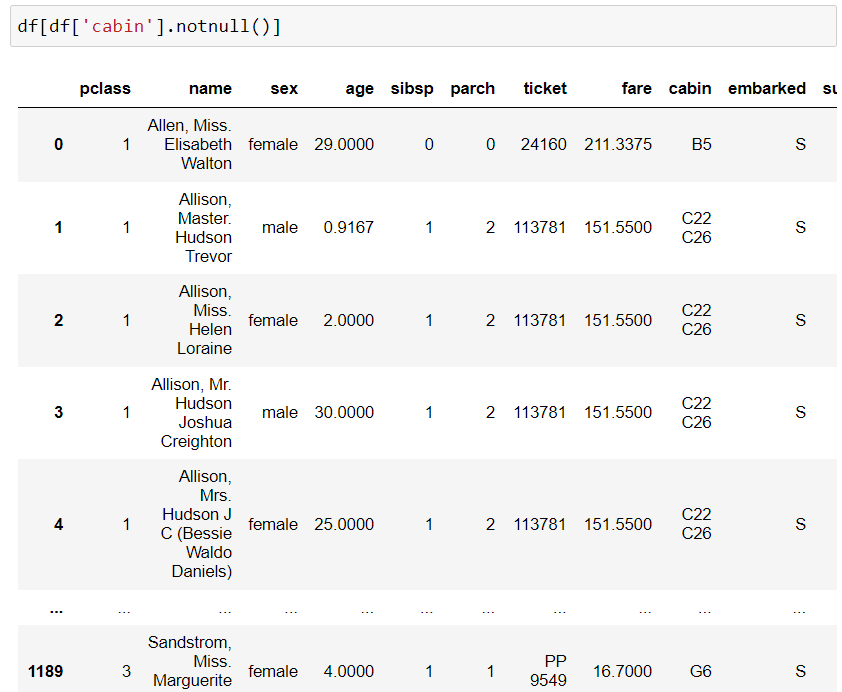 df[df['cabin'].notnull()]
pclass name sex age sibsp parch ticket fare cabin embarked su
0 1 Allen, Miss. Elisabeth Walton female 29.0000 0 0 24160 211.3375 B5 S
1 1 Allison, Master. Hudson Trevor male 0.9167 1 2 113781 151.5500 C22 C26 S
2 1 Allison, Miss. Helen Loraine female 2.0000 1 2 113781 151.5500 C22 C26 S
3 1 Allison, Mr. Hudson Joshua Creighton male 30.0000 1 2 113781 151.5500 C22 C26 S
4 1 Allison, Mrs. Hudson J C (Bessie Waldo Daniels) female 25.0000 1 2 113781 151.5500 C22 C26 S
... ... ... ... ... ... ... ... ... ... ...
1189 3 Sandstrom, Miss. Marguerite female 4.0000 1 1 PP 9549 16.7000 G6 S